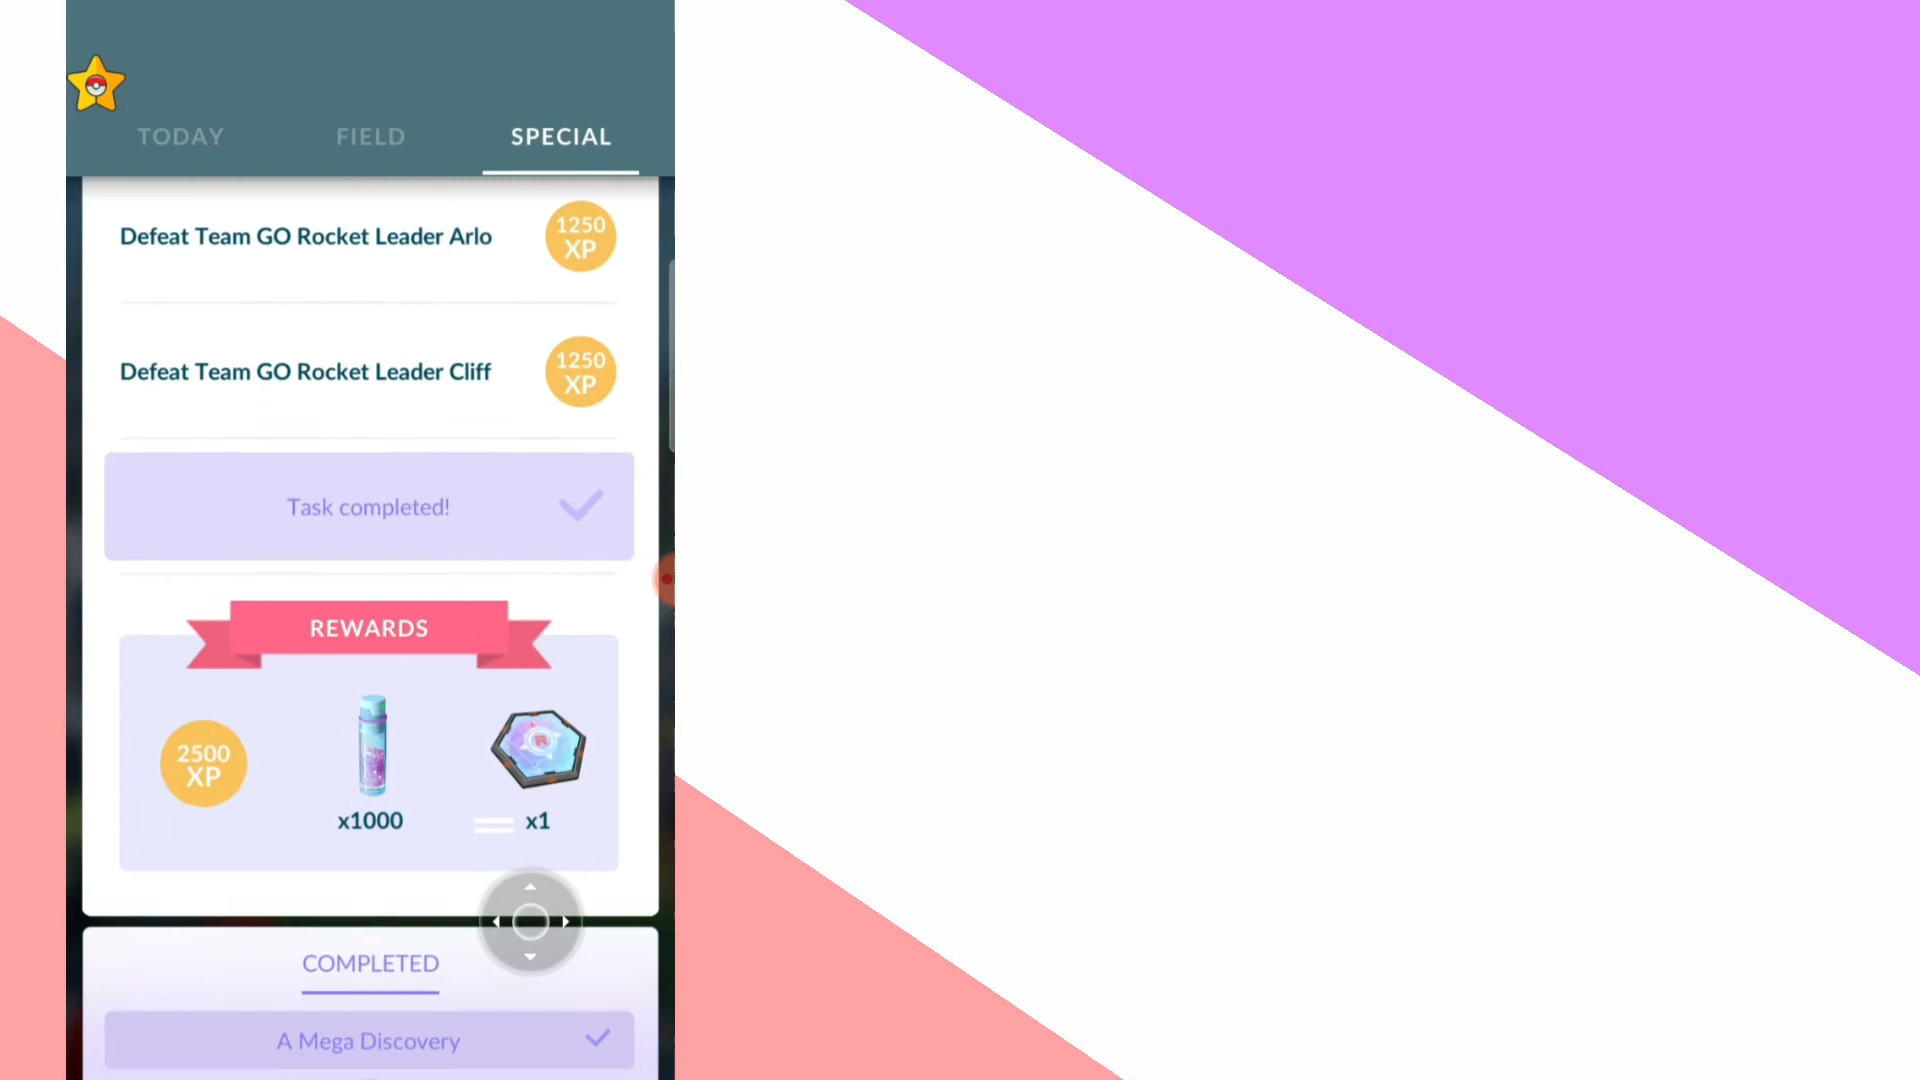 TODAY
FIELD
SPECIAL
Defeat Team GO Rocket Leader Arlo
1250
XP
Defeat Team GO Rocket Leader Cliff
1250
XP
Task completed!
REWARDS
2500
XP
x1000
x1
COMPLETED
A Mega Discovery